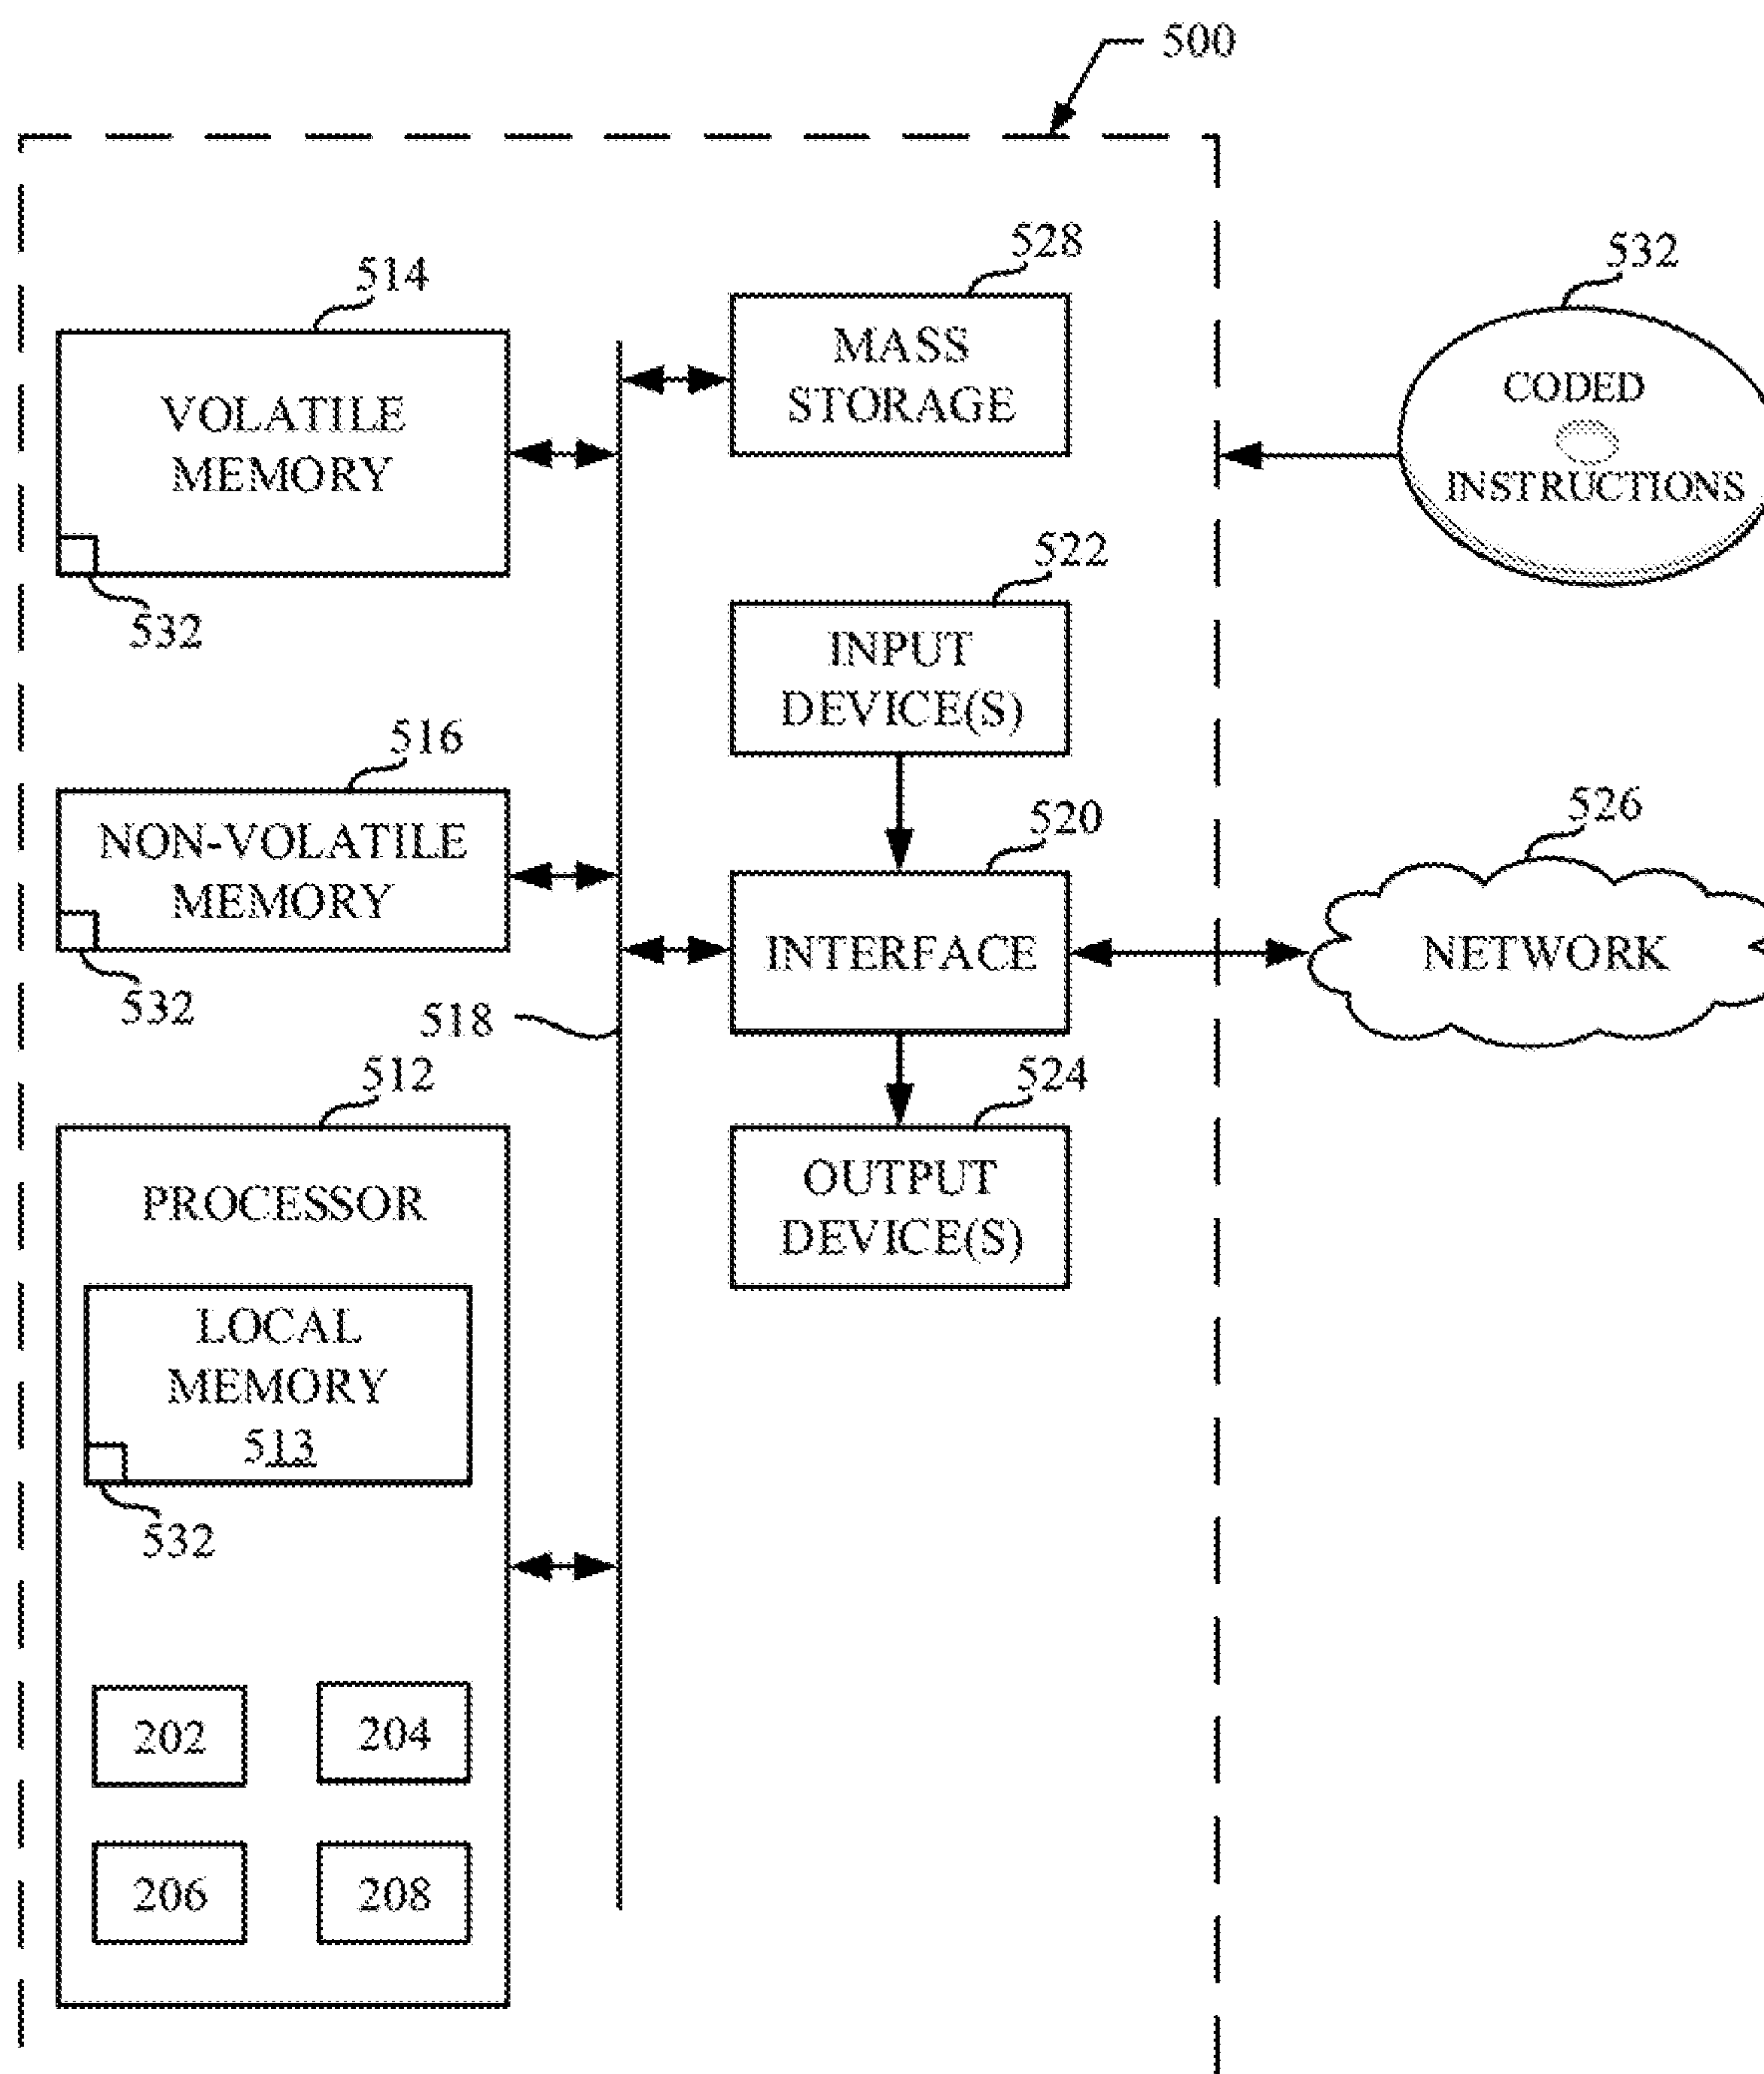 500
528
532
514
MASS
STORAGE
VOLATILE
MEMORY
CODED
INSTRUCTIONS
532
522
INPUT
DEVICE(S)
516
NON-VOLATILE
MEMORY
532
520
526
INTERFACE
NETWORK
518
512
524
PROCESSOR
OUTPUT
DEVICE(S)
LOCAL
MEMORY
513
532
202
204
206
208